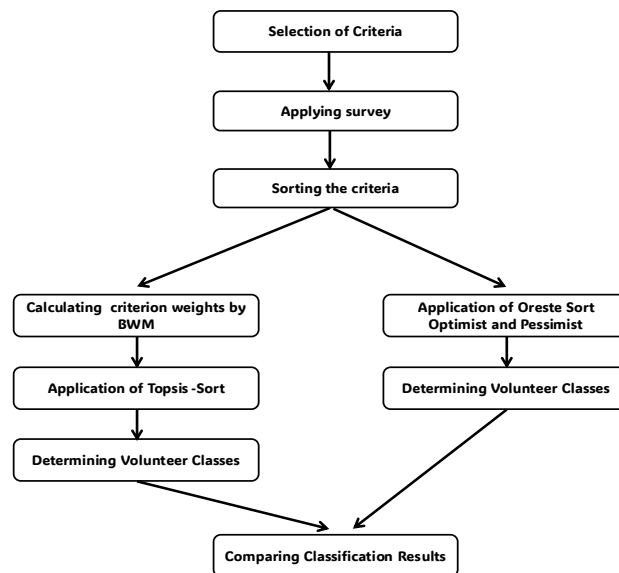 Selection of Criteria
Applying survey
Sorting the criteria
Calculating criterion weights by
BWM
Application of Topsis-Sort
Determining Volunteer Classes
Application of Oreste Sort
Optimist and Pessimist
Determining Volunteer Classes
Comparing Classification Results